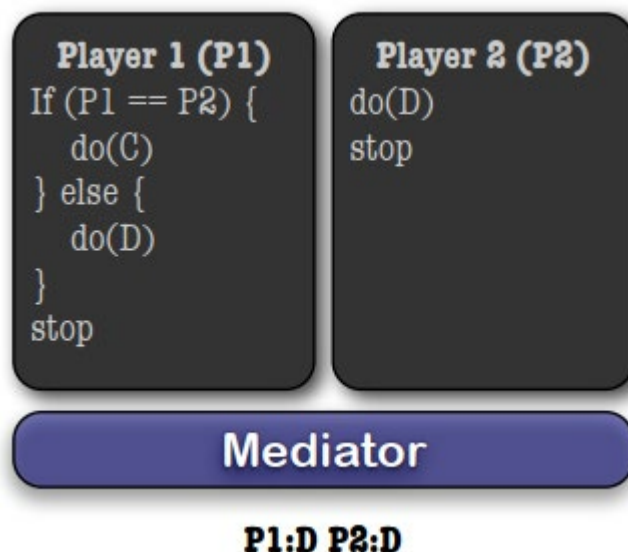 Player 1 (P1)
If (P1 == P2) {
do(C)
} else {
do(D)
}
stop
Player 2 (P2)
do(D)
stop
Mediator
P1:D P2:D